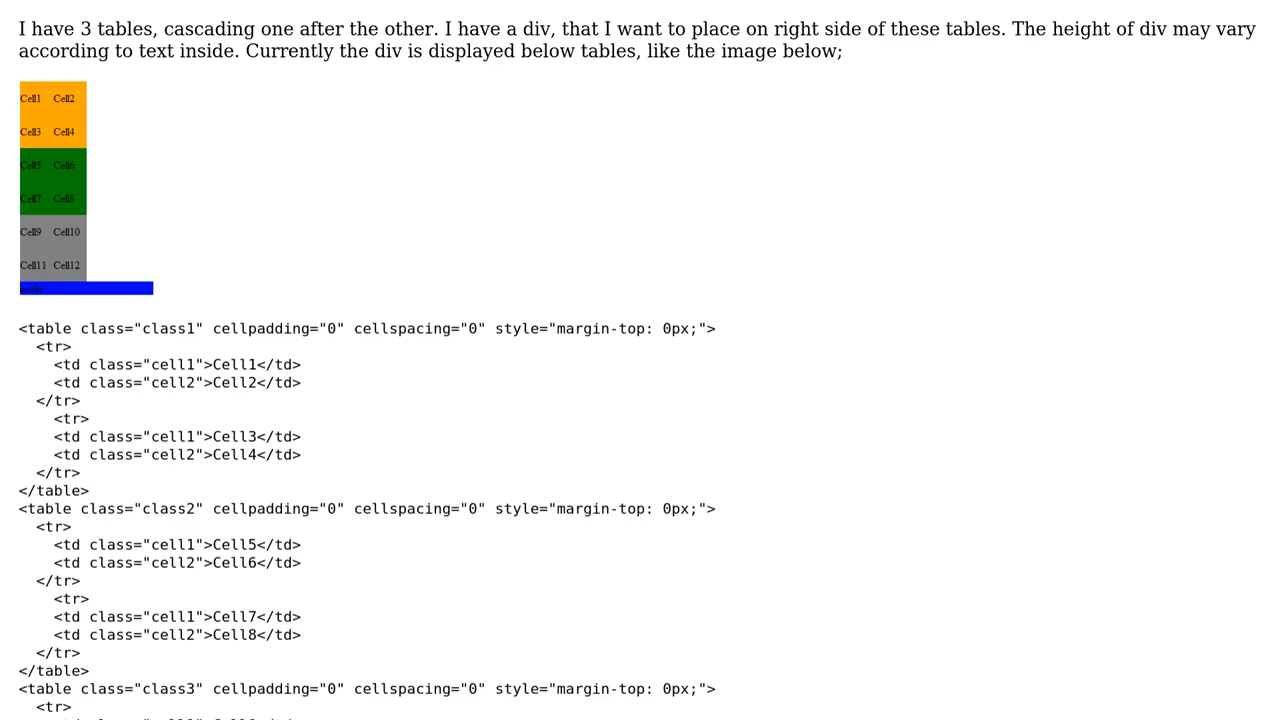 I have 3 tables, cascading one after the other. I have a div, that I want to place on right side of these tables. The height of div may vary
according to text inside. Currently the div is displayed below tables, like the image below;
Cell1 Cell2
Cell3 Cell4
Cell5 Cell6
Cell7 Cell8
Cell9 Cell10
Cell11 Cell12
<table class="class1" cellpadding="0" cellspacing="0" style="margin-top: 0px;">
  <tr>
    <td class="cell1">Cell1</td>
    <td class="cell2">Cell2</td>
  </tr>
    <tr>
    <td class="cell1">Cell3</td>
    <td class="cell2">Cell4</td>
  </tr>
</table>
<table class="class2" cellpadding="0" cellspacing="0" style="margin-top: 0px;">
  <tr>
    <td class="cell1">Cell5</td>
    <td class="cell2">Cell6</td>
  </tr>
    <tr>
    <td class="cell1">Cell7</td>
    <td class="cell2">Cell8</td>
  </tr>
</table>
<table class="class3" cellpadding="0" cellspacing="0" style="margin-top: 0px;">
  <tr>